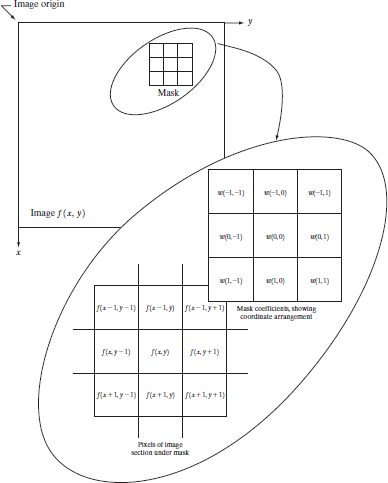 Image origin
y
Mask
Image f(x, y)
x
w(−1,−1) w(−1,0) w(−1,1)
w(0,−1) w(0,0) w(0,1)
w(1,−1) w(1,0) w(1,1)
Mask coefficients, showing
coordinate arrangement
f(x−1, y−1) f(x−1, y) f(x−1, y+1)
f(x, y−1) f(x, y) f(x, y+1)
f(x+1, y−1) f(x+1, y) f(x+1, y+1)
Pixels of image
section under mask